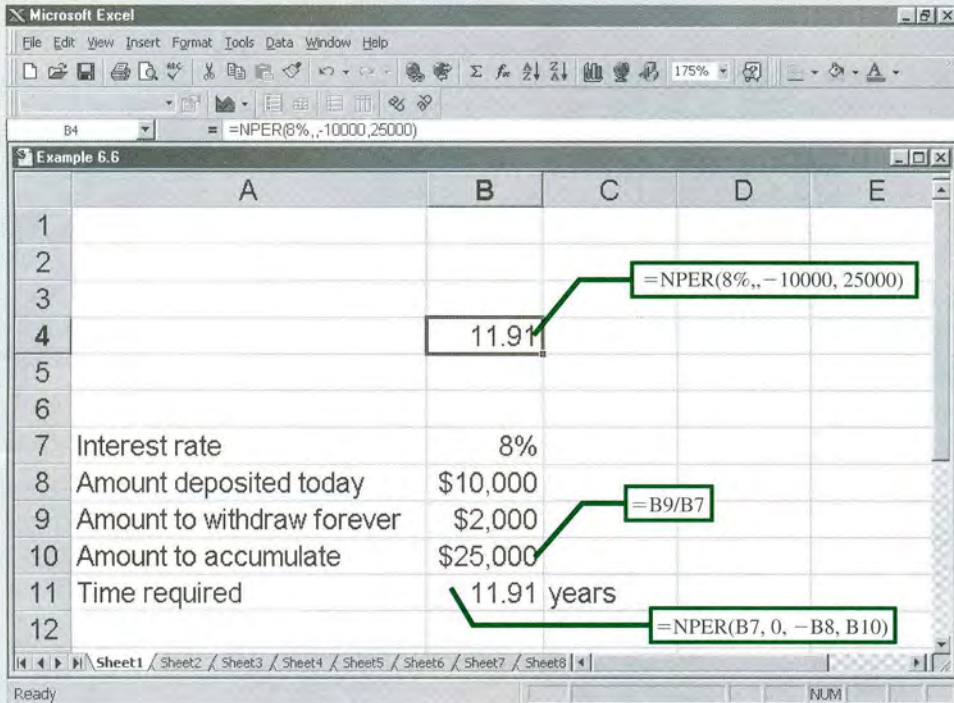 Microsoft Excel
File Edit View Insert Format Tools Data Window Help
Σ fx 175% A
B4 = =NPER(8%,,-10000,25000)
Example 6.6
A B C D E
1
2
=NPER(8%,,−10000, 25000)
3
4 11.91
5
6
7 Interest rate 8%
8 Amount deposited today $10,000
=B9/B7
9 Amount to withdraw forever $2,000
10 Amount to accumulate $25,000
11 Time required 11.91 years
=NPER(B7, 0, −B8, B10)
12
Sheet1 / Sheet2 / Sheet3 / Sheet4 / Sheet5 / Sheet6 / Sheet7 / Sheet8
Ready NUM